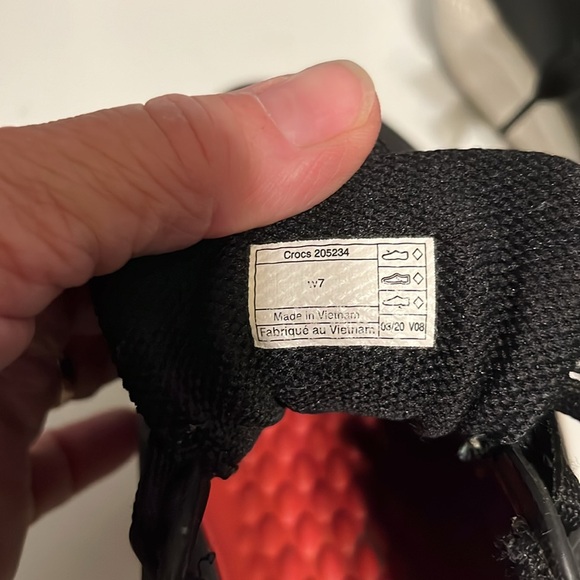 Crocs 205234
w7
Made in Vietnam
Fabriqué au Vietnam 03/20 V08